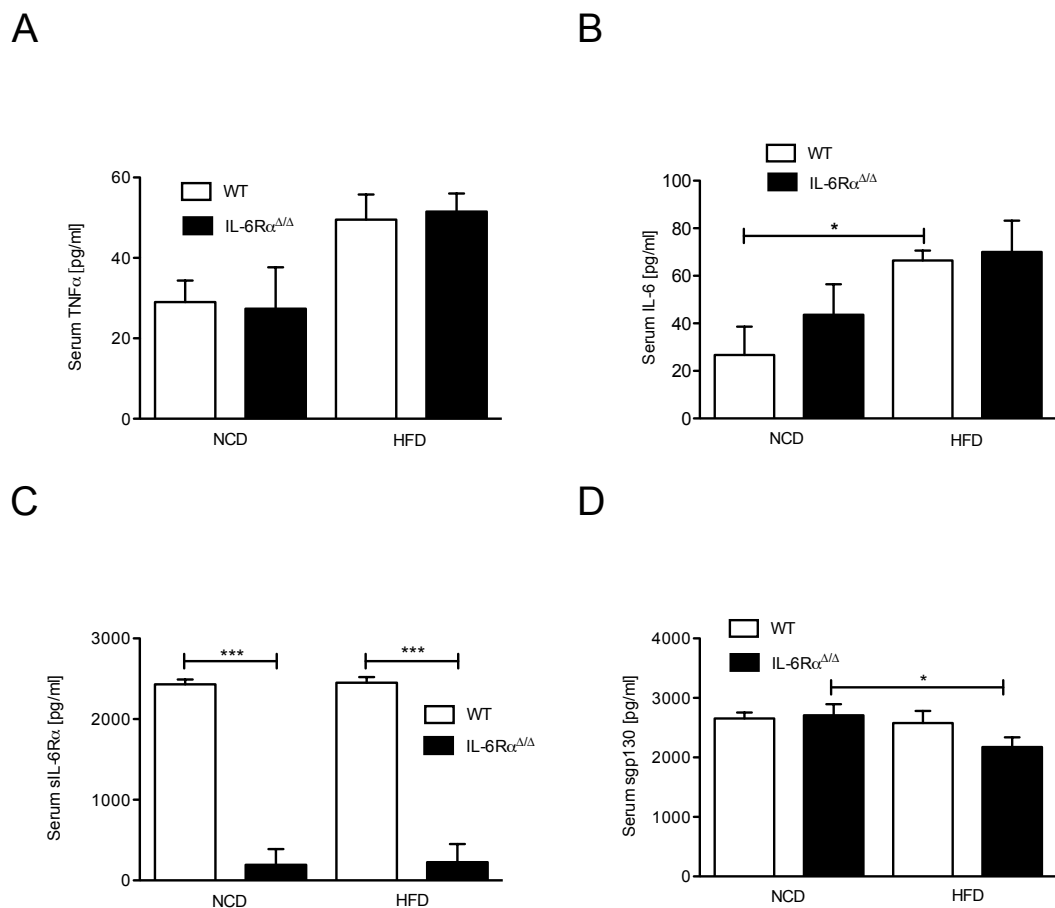 A
B
WT
IL-6Rα^Δ/Δ
Serum TNFα [pg/ml]
60
40
20
0
NCD
HFD
WT
IL-6Rα^Δ/Δ
*
Serum IL-6 [pg/ml]
100
80
60
40
20
0
NCD
HFD
C
D
Serum sIL-6Rα [pg/ml]
3000
2000
1000
0
***
***
WT
IL-6Rα^Δ/Δ
NCD
HFD
WT
IL-6Rα^Δ/Δ
*
Serum sgp130 [pg/ml]
4000
3000
2000
1000
0
NCD
HFD